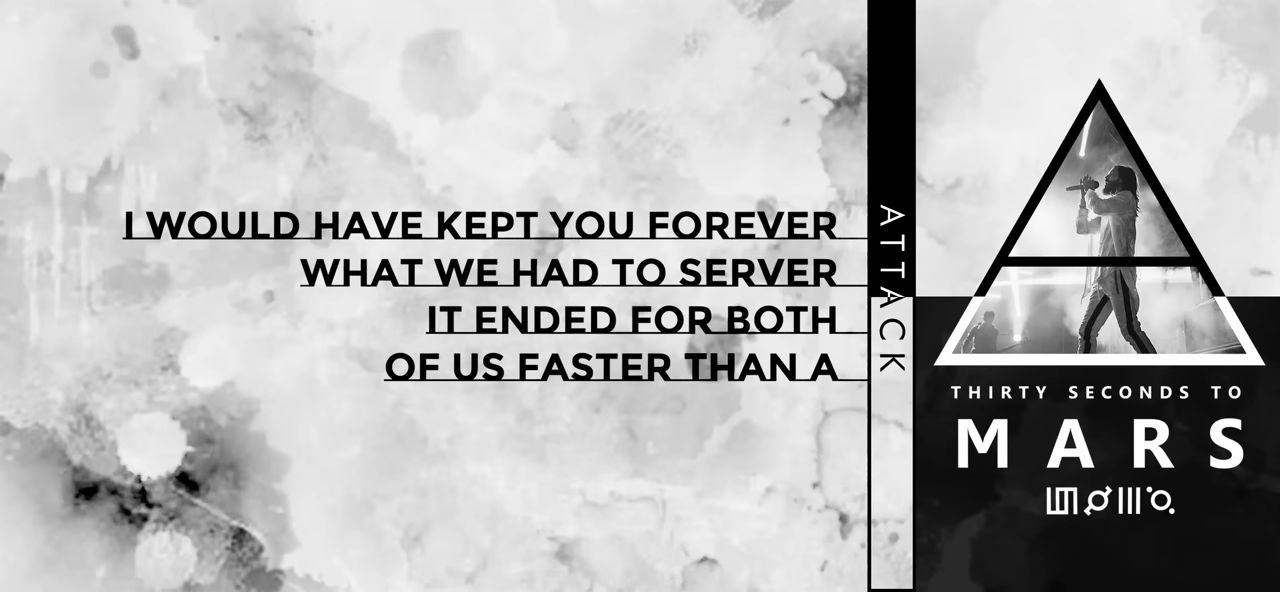 I WOULD HAVE KEPT YOU FOREVER
WHAT WE HAD TO SERVER
IT ENDED FOR BOTH
OF US FASTER THAN A
ATTACK
THIRTY SECONDS TO
MARS